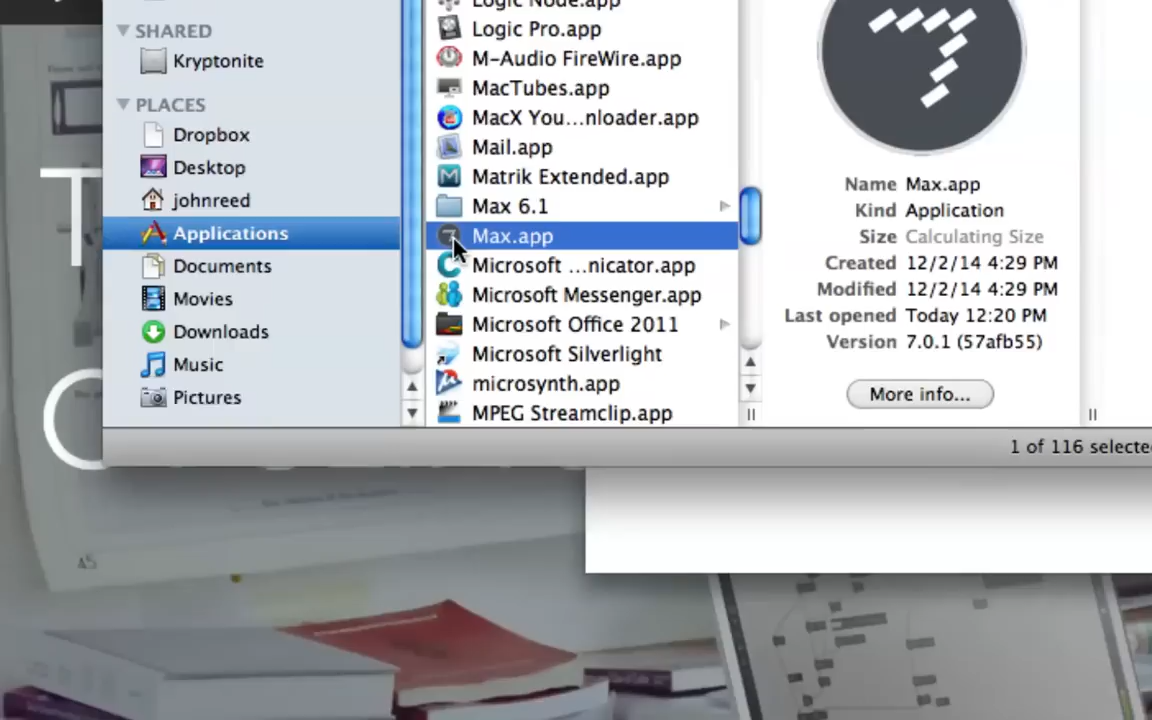 SHARED
Kryptonite
PLACES
Dropbox
Desktop
johnreed
Applications
Documents
Movies
Downloads
Music
Pictures
Logic Node.app
Logic Pro.app
M-Audio FireWire.app
MacTubes.app
MacX You...nloader.app
Mail.app
Matrik Extended.app
Max 6.1
Max.app
Microsoft ...nicator.app
Microsoft Messenger.app
Microsoft Office 2011
Microsoft Silverlight
microsynth.app
MPEG Streamclip.app
Name Max.app
Kind Application
Size Calculating Size
Created 12/2/14 4:29 PM
Modified 12/2/14 4:29 PM
Last opened Today 12:20 PM
Version 7.0.1 (57afb55)
More info...
1 of 116 selecte
45